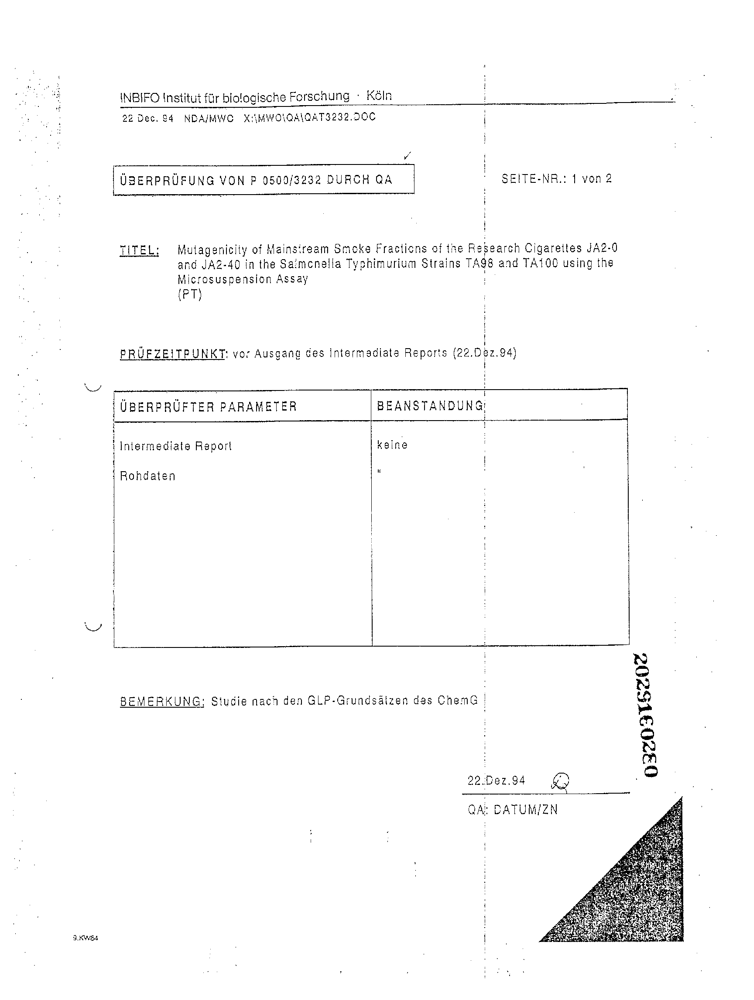 INBIFO Institut für biologische Forschung · Köln
22 Dec. 94 NDA/MWO X:\MWO\QA\QAT3232.DOC
ÜBERPRÜFUNG VON P 0500/3232 DURCH QA
SEITE-NR.: 1 von 2
TITEL: Mutagenicity of Mainstream Smoke Fractions of the Research Cigarettes JA2-0
and JA2-40 in the Salmonella Typhimurium Strains TA98 and TA100 using the
Microsuspension Assay
(PT)
PRÜFZEITPUNKT: vor Ausgang des Intermediate Reports (22.Dez.94)
ÜBERPRÜFTER PARAMETER BEANSTANDUNG
Intermediate Report keine
Rohdaten *
BEMERKUNG: Studie nach den GLP-Grundsätzen des ChemG
2029160280
22.Dez.94
QA: DATUM/ZN
9.KW64